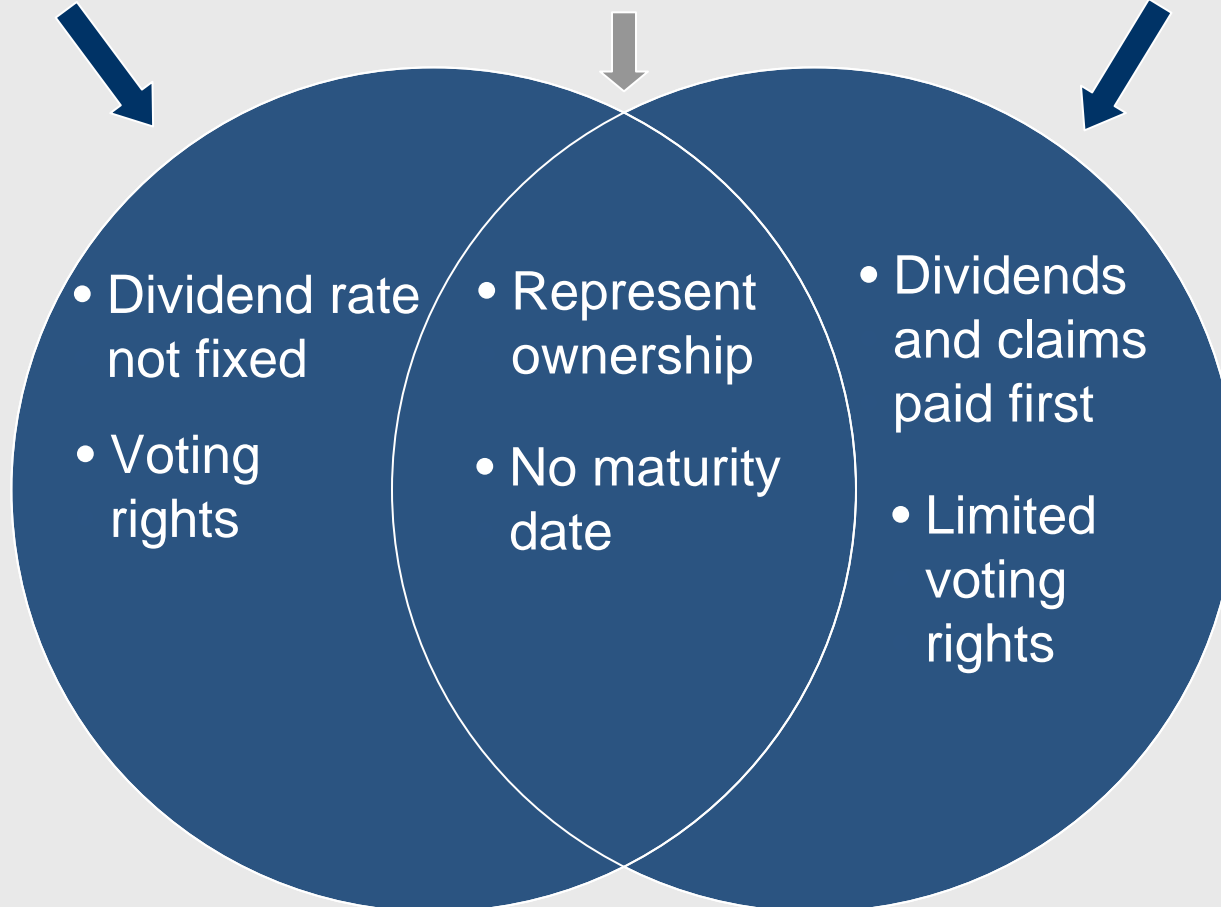 • Dividend rate
not fixed
• Voting
rights
• Represent
ownership
• No maturity
date
• Dividends
and claims
paid first
• Limited
voting
rights